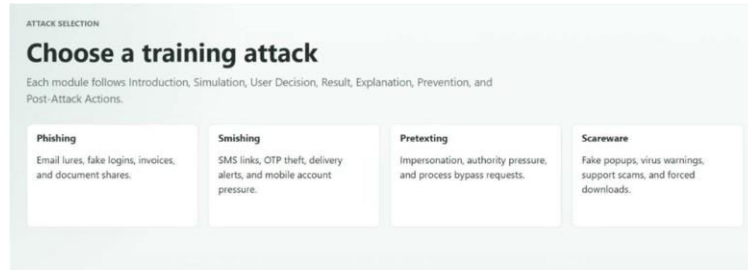 ATTACK SELECTION
Choose a training attack
Each module follows Introduction, Simulation, User Decision, Result, Explanation, Prevention, and
Post-Attack Actions.
Phishing
Email lures, fake logins, invoices,
and document shares.
Smishing
SMS links, OTP theft, delivery
alerts, and mobile account
pressure.
Pretexting
Impersonation, authority pressure,
and process bypass requests.
Scareware
Fake popups, virus warnings,
support scams, and forced
downloads.